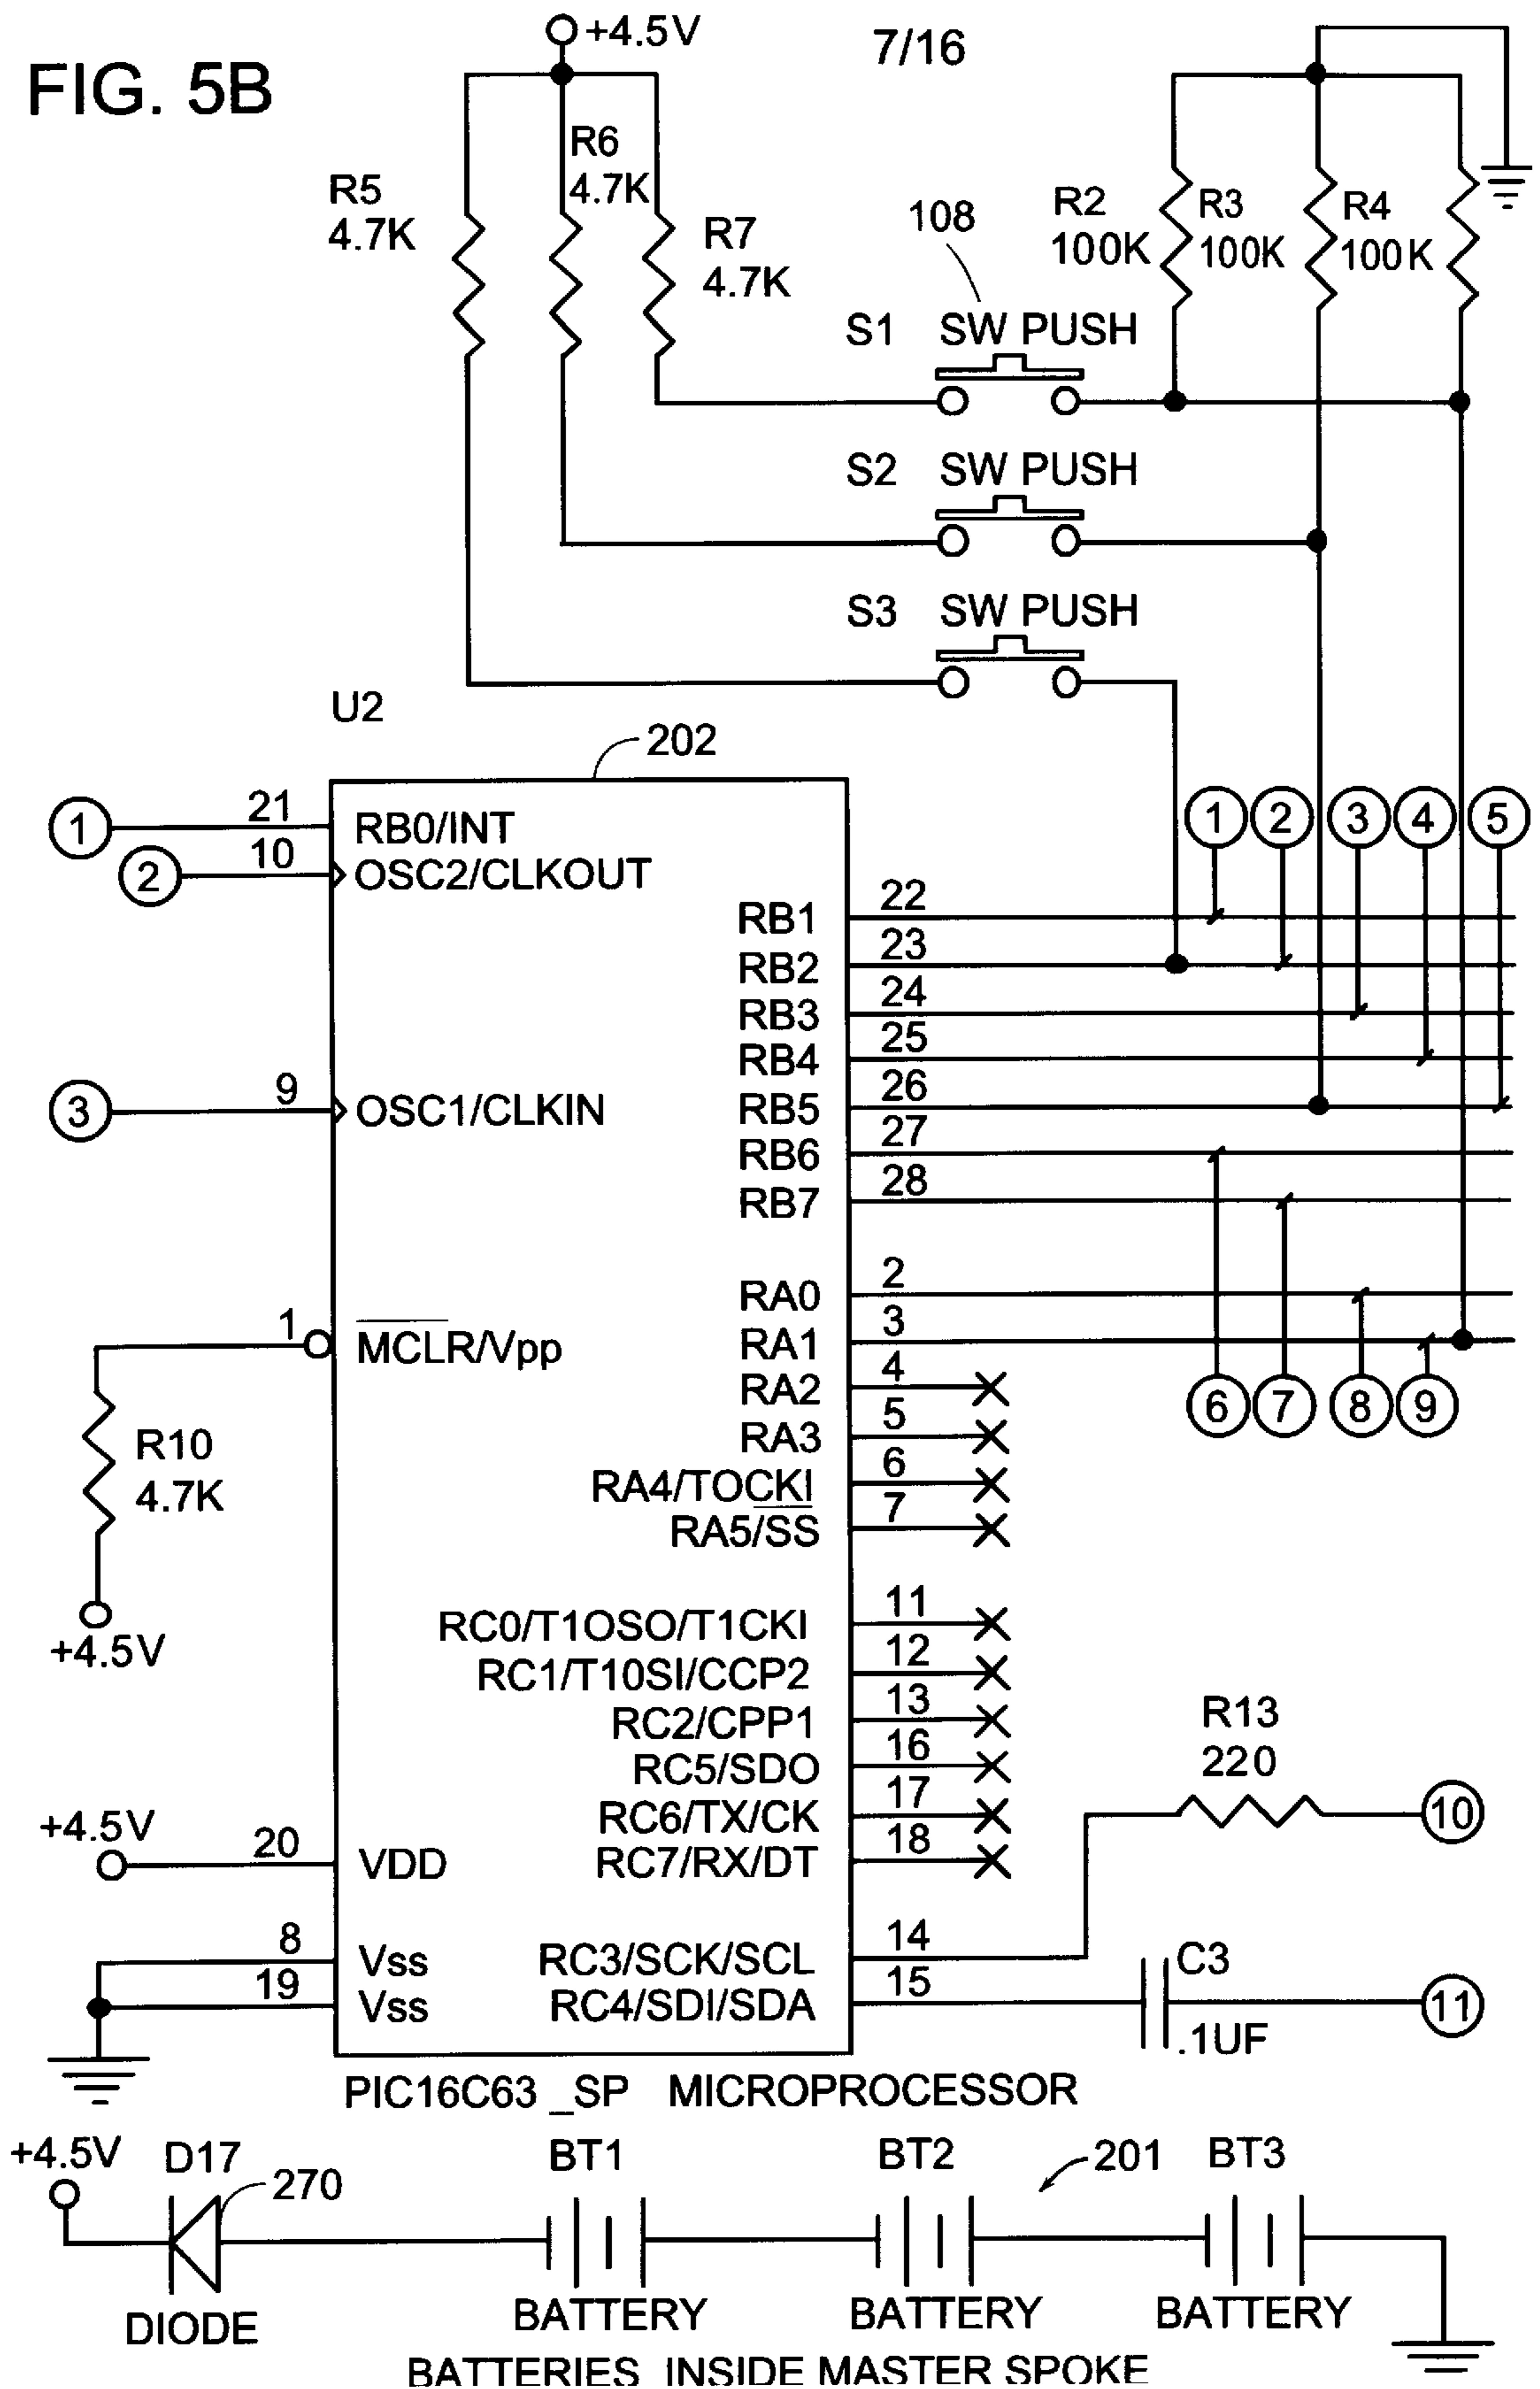 +4.5V
7/16
FIG. 5B
R6
4.7K
R5
4.7K
R7
4.7K
108
R2
100K
R3
100K
R4
100K
S1 SW PUSH
S2 SW PUSH
S3 SW PUSH
U2
202
1
21
RB0/INT
2
10
OSC2/CLKOUT
3
9
OSC1/CLKIN
1
MCLR/Vpp
R10
4.7K
+4.5V
+4.5V
20
VDD
8
Vss
19
Vss
1 2 3 4 5
RB1 22
RB2 23
RB3 24
RB4 25
RB5 26
RB6 27
RB7 28
RA0 2
RA1 3
RA2 4
RA3 5
RA4/TOCKI 6
RA5/SS 7
6 7 8 9
RC0/T1OSO/T1CKI 11
RC1/T10SI/CCP2 12
RC2/CPP1 13
RC5/SDO 16
RC6/TX/CK 17
RC7/RX/DT 18
RC3/SCK/SCL 14
RC4/SDI/SDA 15
R13
220
10
C3
.1UF
11
PIC16C63_SP MICROPROCESSOR
+4.5V
D17
270
DIODE
BT1
BATTERY
BT2
BATTERY
201
BT3
BATTERY
BATTERIES INSIDE MASTER SPOKE